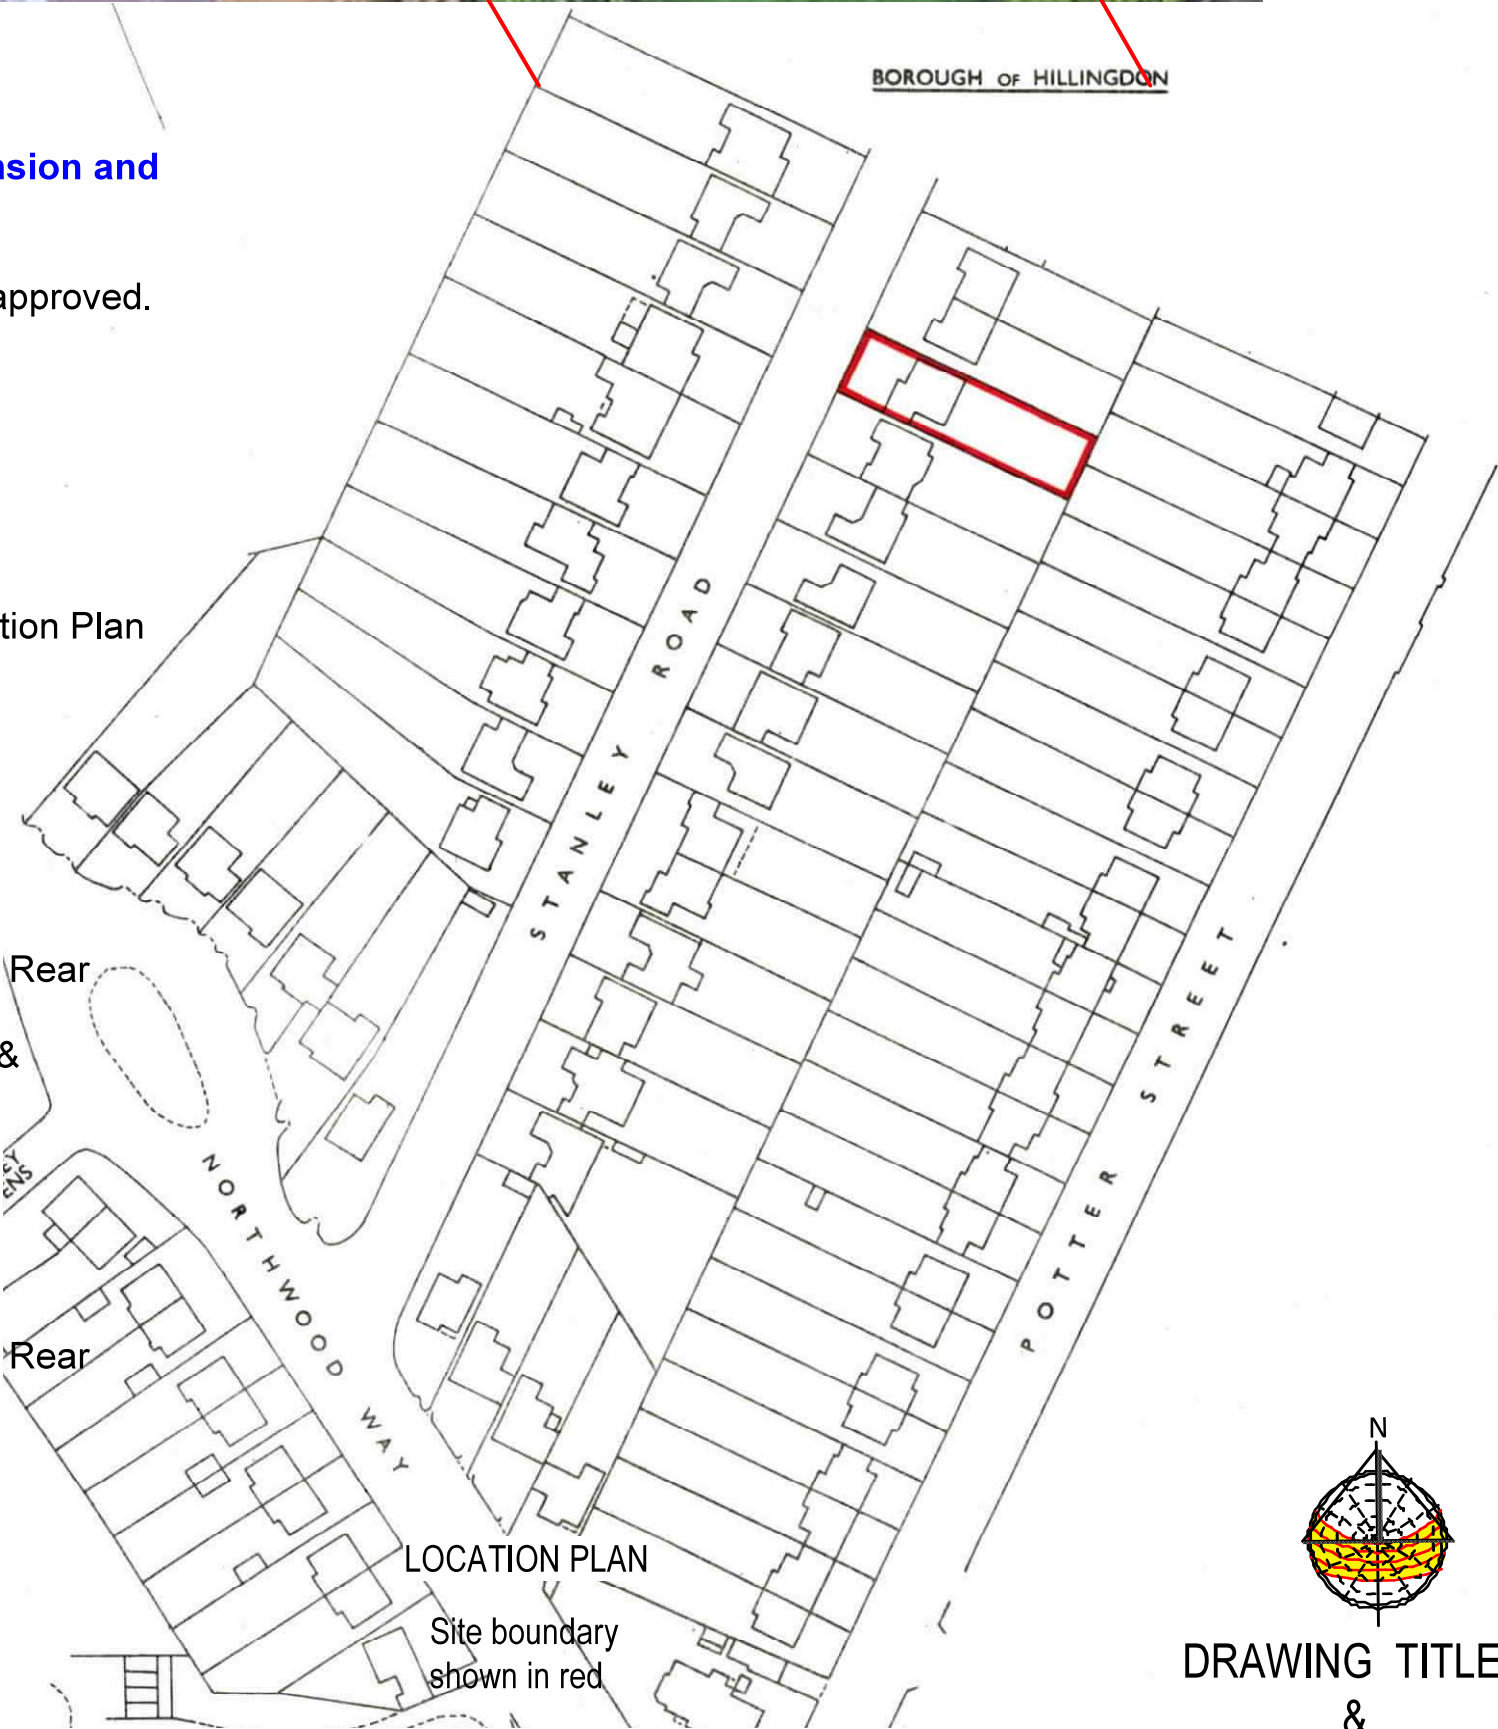 BOROUGH OF HILLINGDON
nsion and
approved.
tion Plan
STANLEY ROAD
Rear
&
POTTER STREET
NORTHWOOD WAY
Rear
N
LOCATION PLAN
Site boundary
shown in red
DRAWING TITLE
&